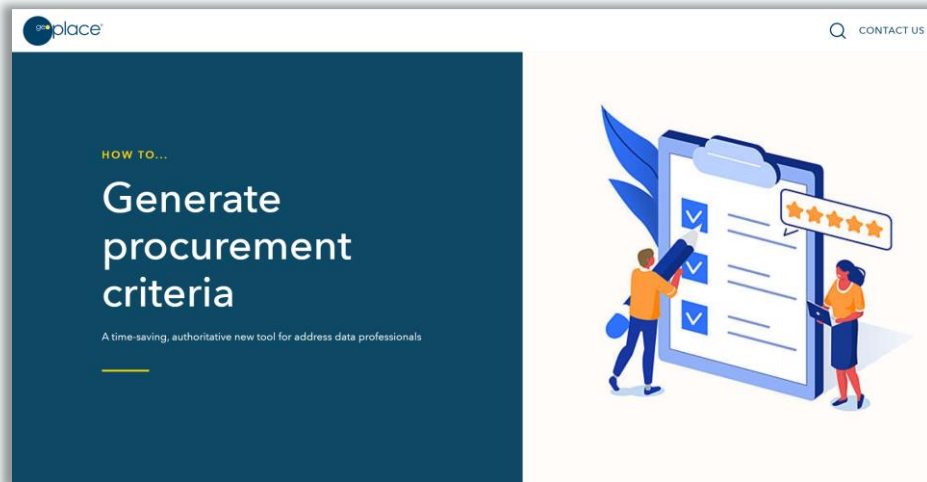 geoplace
CONTACT US
HOW TO...
Generate
procurement
criteria
A time-saving, authoritative new tool for address data professionals